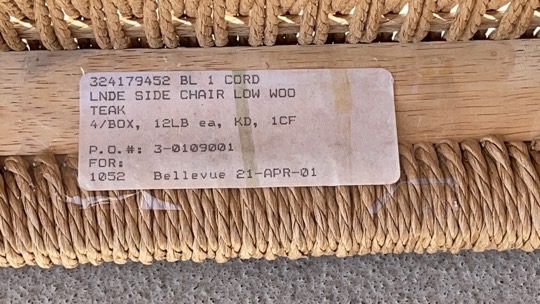 324179452 BL 1 CORD
LNDE SIDE CHAIR LOW WOO
TEAK
4/BOX, 12LB ea, KD, 1CF
P.O.#: 3-0109001
FOR:
1052 Bellevue 21-APR-01